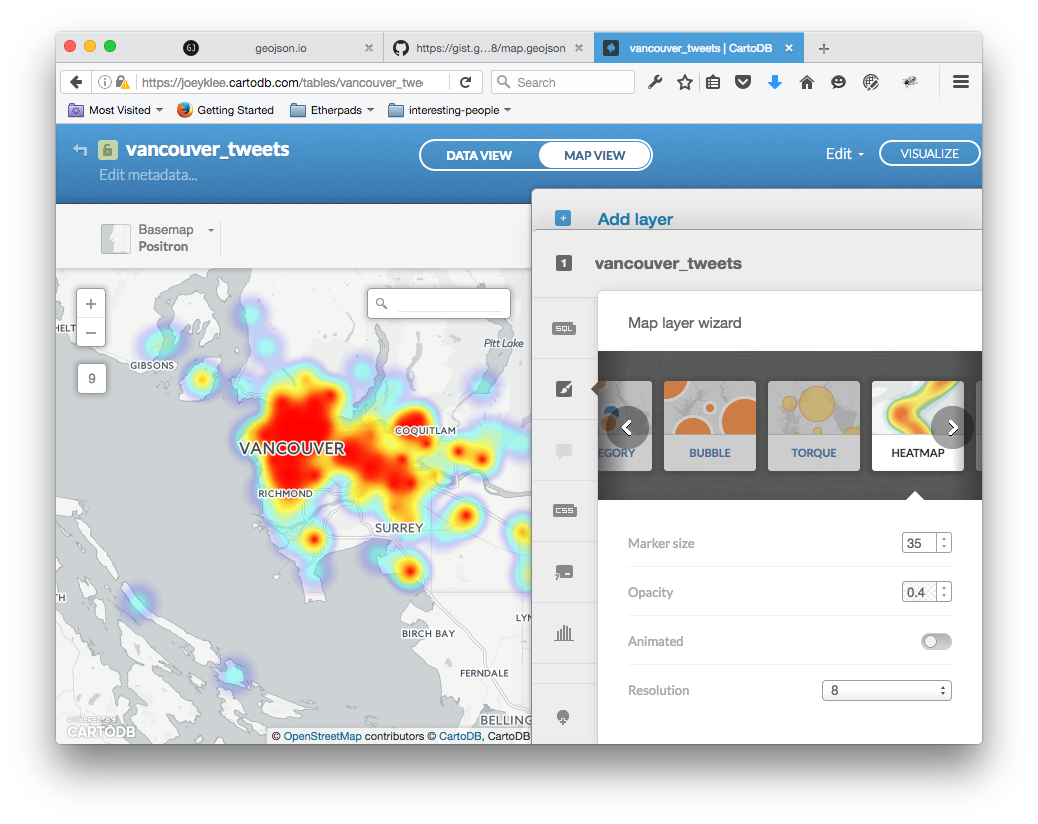 GJ
geojson.io
https://gist.g...8/map.geojson
vancouver_tweets | CartoDB
https://joeyklee.cartodb.com/tables/vancouver_twe
Search
Most Visited
Getting Started
Etherpads
interesting-people
vancouver_tweets
Edit metadata...
DATA VIEW
MAP VIEW
Edit
VISUALIZE
Basemap
Positron
Add layer
1
vancouver_tweets
SQL
Map layer wizard
EGORY
BUBBLE
TORQUE
HEATMAP
CSS
Marker size
35
Opacity
0.4
Animated
Resolution
8
+
−
9
HELT
GIBSONS
Pitt Lake
COQUITLAM
VANCOUVER
RICHMOND
SURREY
TH
BIRCH BAY
LYN
FERNDALE
BELLING
POWERED BY
CARTODB
© OpenStreetMap contributors © CartoDB, CartoDB